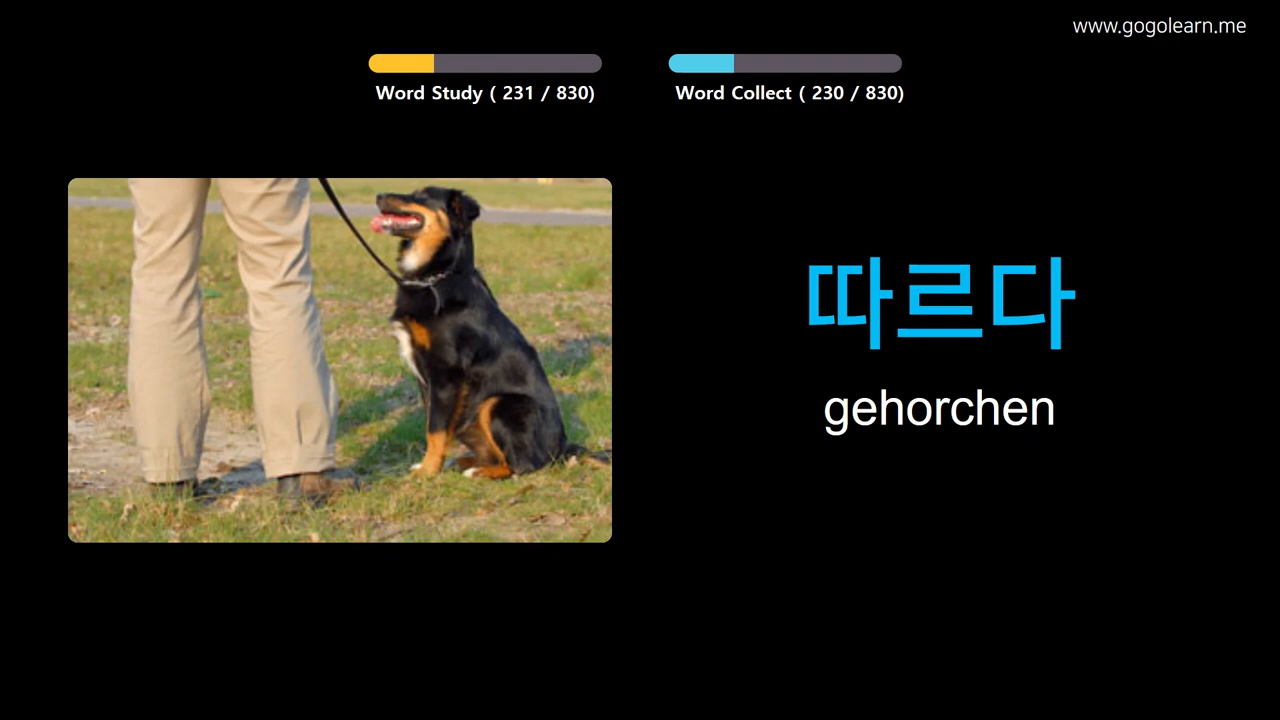 www.gogolearn.me
Word Study ( 231 / 830)
Word Collect ( 230 / 830)
따르다
gehorchen